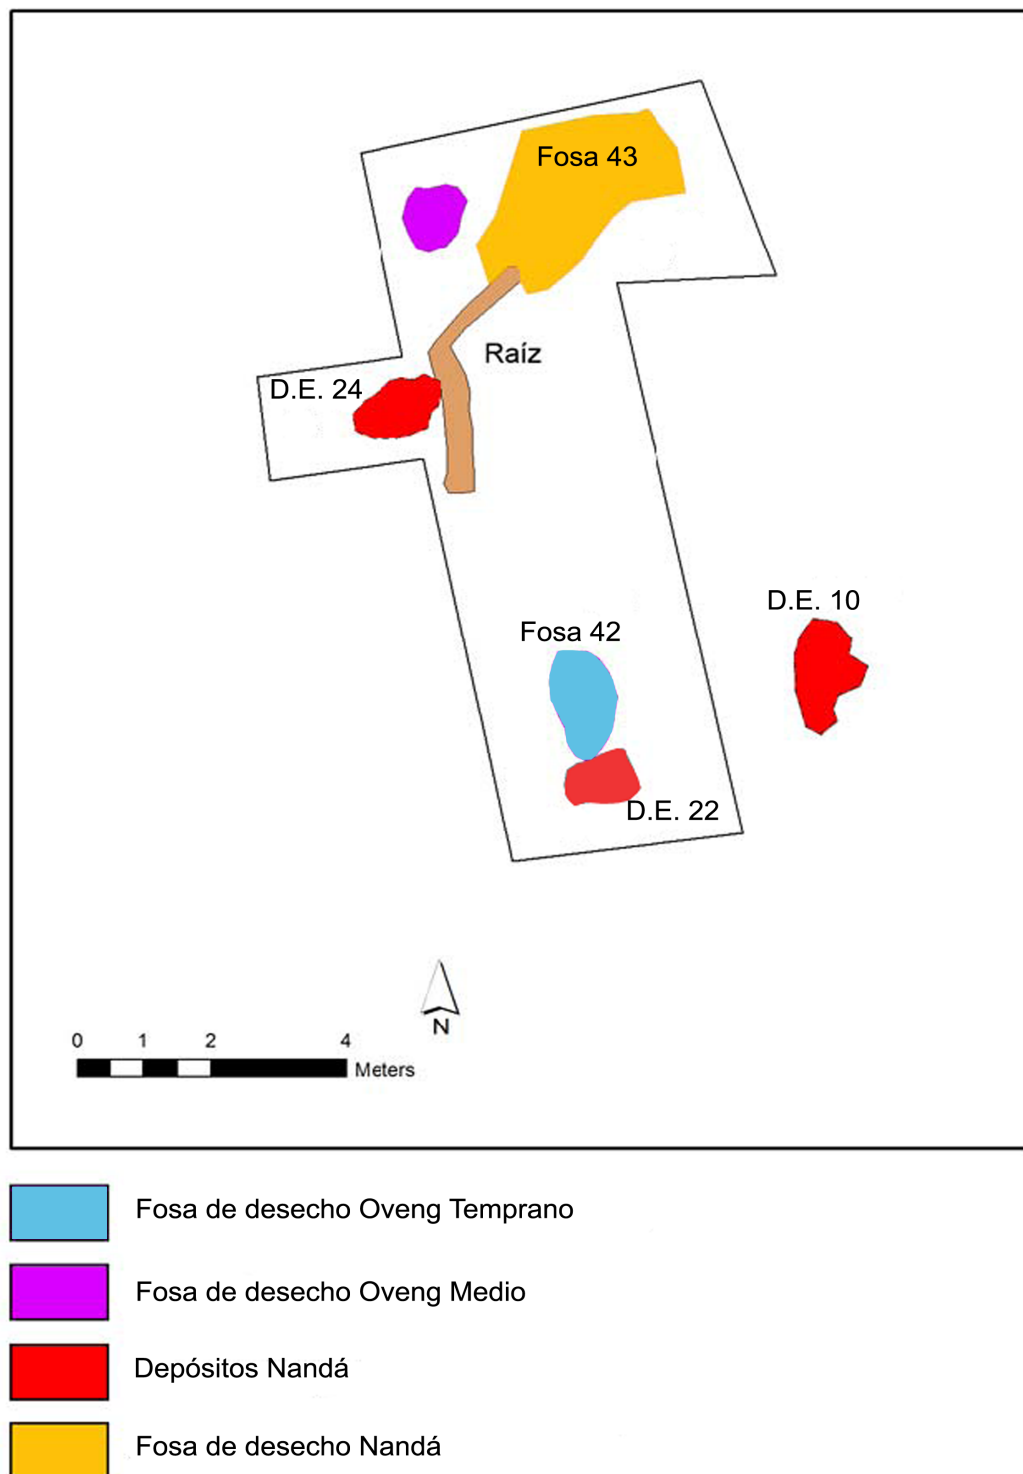 Fosa 43
Raíz
D.E. 24
D.E. 10
Fosa 42
D.E. 22
N
0 1 2 4
Meters
Fosa de desecho Oveng Temprano
Fosa de desecho Oveng Medio
Depósitos Nandá
Fosa de desecho Nandá